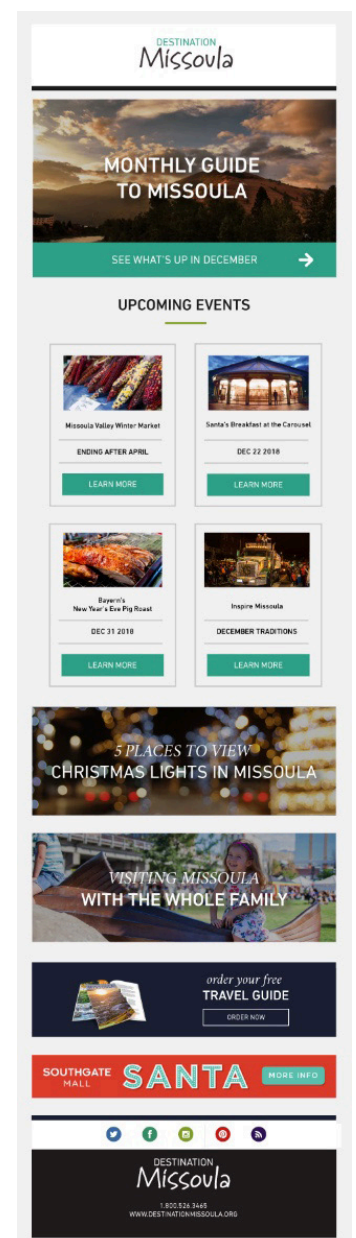 DESTINATION
Missoula
MONTHLY GUIDE
TO MISSOULA
SEE WHAT'S UP IN DECEMBER
UPCOMING EVENTS
Missoula Valley Winter Market
ENDING AFTER APRIL
LEARN MORE
Santa's Breakfast at the Carousel
DEC 22 2018
LEARN MORE
Bayern's
New Year's Eve Pig Roast
DEC 31 2018
LEARN MORE
Inspire Missoula
DECEMBER TRADITIONS
LEARN MORE
5 PLACES TO VIEW
CHRISTMAS LIGHTS IN MISSOULA
VISITING MISSOULA
WITH THE WHOLE FAMILY
order your free
TRAVEL GUIDE
ORDER NOW
SOUTHGATE
MALL
SANTA
MORE INFO
DESTINATION
Missoula
1.800.526.3465
WWW.DESTINATIONMISSOULA.ORG